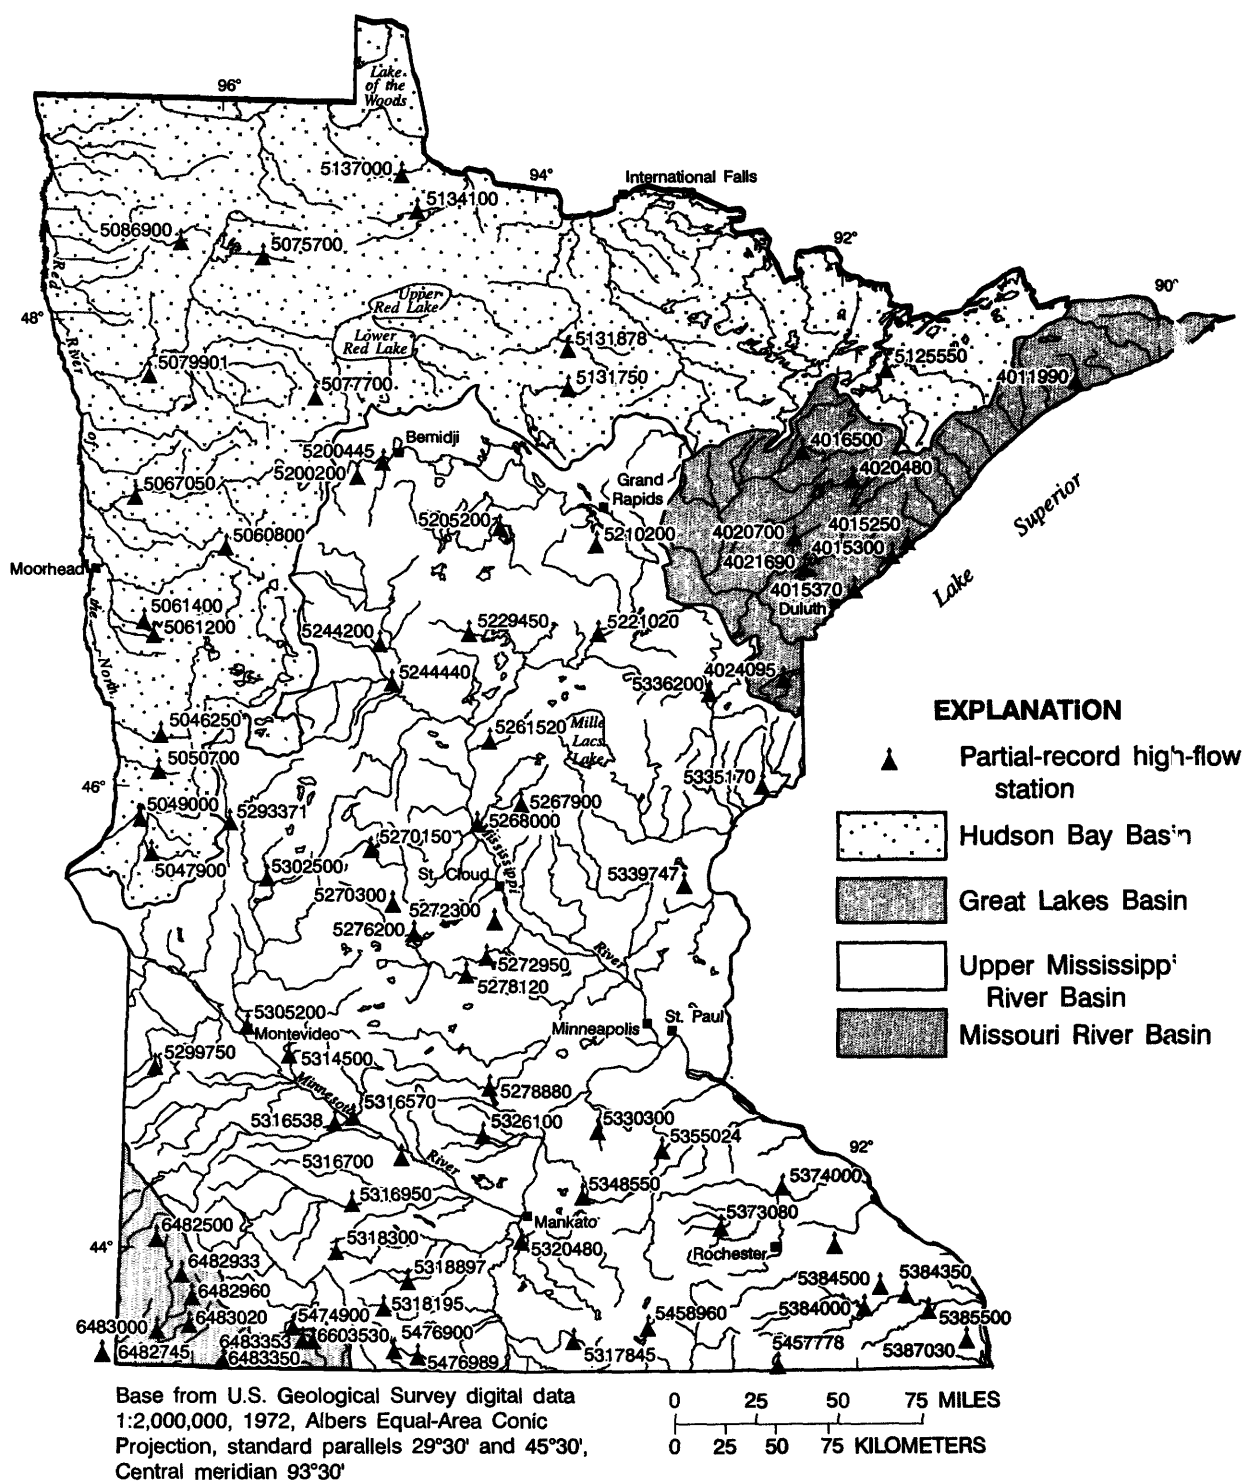 96°
Lake
of the
Woods
5137000
94°
International Falls
5134100
5086900
5075700
92°
90°
Red
48°
River
Upper
Red Lake
Lower
Red Lake
5131878
5125550
5079901
5077700
5131750
4011990
Bemidji
5200445
5200200
4016500
4020480
Grand
Rapids
5067050
5205200
5210200
4020700
4015250
4015300
Superior
5060800
Moorhead
of
the
North
4021690
4015370
Duluth
Lake
5061400
5061200
5244200
5229450
5221020
5244440
5336200
4024095
5046250
5261520
Mille
Lacs
Lake
5050700
46°
5335170
5049000
5293371
5267900
5268000
5270150
Mississippi
5047900
5302500
St. Cloud
5339747
5270300
5272300
5276200
River
5272950
5278120
5305200
Montevideo
Minneapolis
St. Paul
5299750
5314500
Minnesota
5278880
5316570
5316538
5326100
5330300
5355024
92°
5316700
River
5348550
5374000
5316950
Mankato
5373080
6482500
44°
5318300
5320480
Rochester
6482933
5318897
5384500
5384350
6482960
5318195
5384000
6483020
5474900
5458960
5385500
6483000
6483353
6603530
5476900
5457778
5387030
6482745
6483350
5476989
5317845
EXPLANATION
Partial-record high-flow
station
Hudson Bay Basin
Great Lakes Basin
Upper Mississippi
River Basin
Missouri River Basin
Base from U.S. Geological Survey digital data
1:2,000,000, 1972, Albers Equal-Area Conic
Projection, standard parallels 29°30' and 45°30',
Central meridian 93°30'
0 25 50 75 MILES
0 25 50 75 KILOMETERS